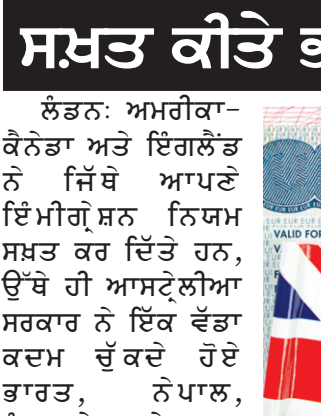 ਸਖ਼ਤ ਕੀਤੇ
ਲੰਡਨਃ ਅਮਰੀਕਾ-
ਕੈਨੇਡਾ ਅਤੇ ਇੰਗਲੈਂਡ
ਨੇ ਜਿੱਥੇ ਆਪਣੇ
ਇੰਮੀਗ੍ਰੇਸ਼ਨ ਨਿਯਮ
ਸਖ਼ਤ ਕਰ ਦਿੱਤੇ ਹਨ,
ਉੱਥੇ ਹੀ ਆਸਟ੍ਰੇਲੀਆ
ਸਰਕਾਰ ਨੇ ਇੱਕ ਵੱਡਾ
ਕਦਮ ਚੁੱਕਦੇ ਹੋਏ
ਭਾਰਤ, ਨੇਪਾਲ,
VALID FOR